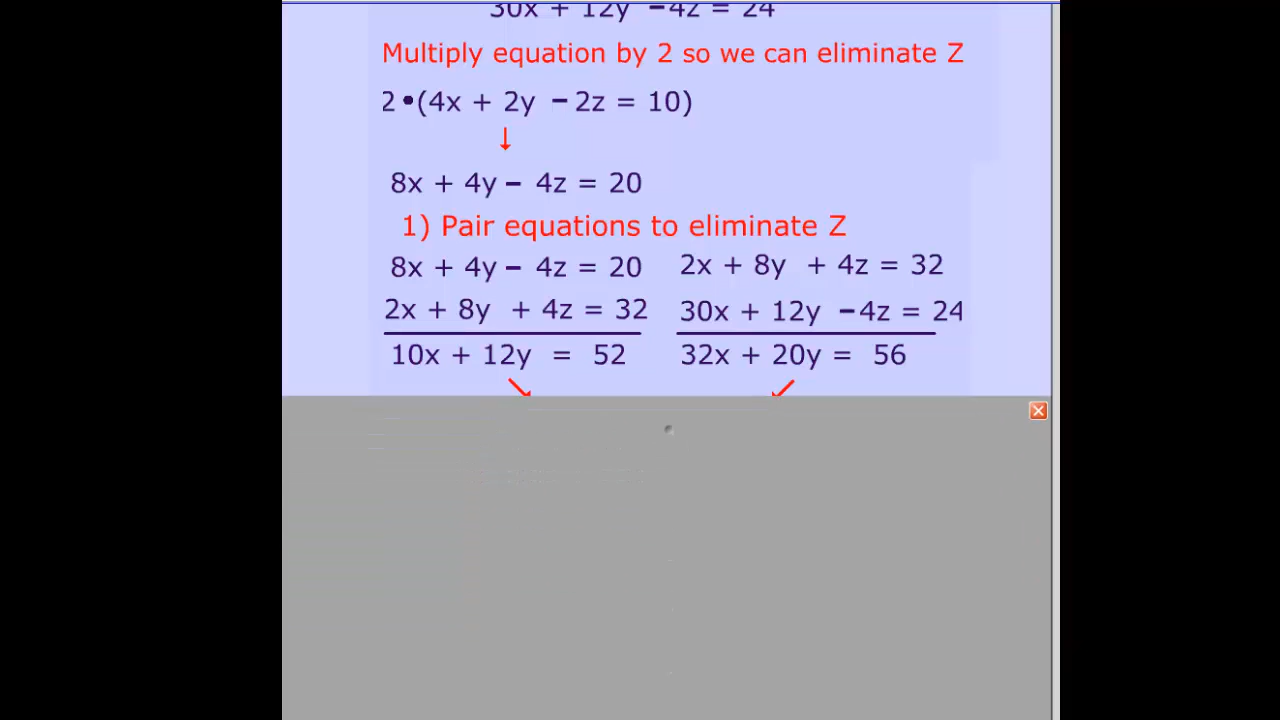 30x + 12y −4z = 24
Multiply equation by 2 so we can eliminate Z
2•(4x + 2y −2z = 10)
↓
8x + 4y− 4z = 20
1) Pair equations to eliminate Z
8x + 4y− 4z = 20
2x + 8y + 4z = 32
10x + 12y = 52
2x + 8y + 4z = 32
30x + 12y −4z = 24
32x + 20y = 56